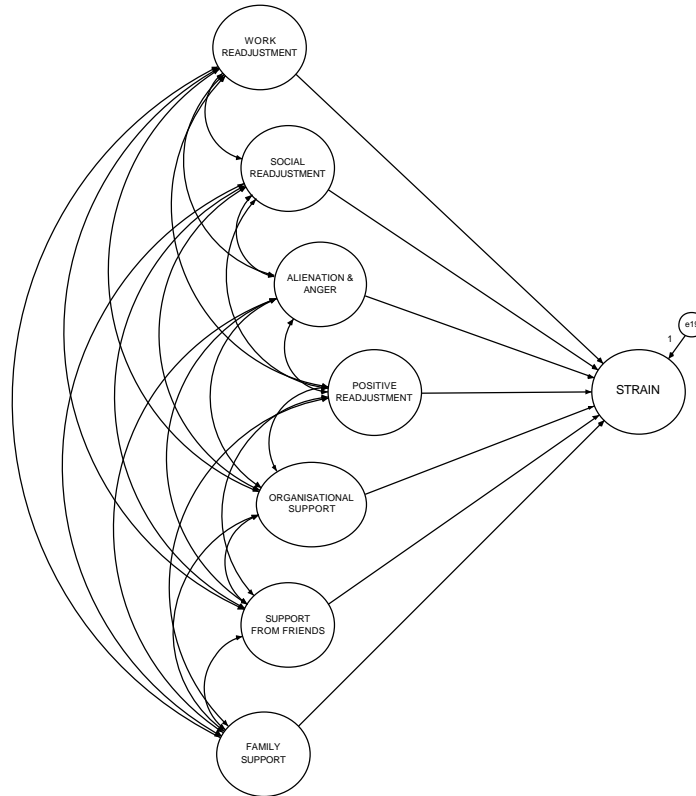 WORK
READJUSTMENT
SOCIAL
READJUSTMENT
ALIENATION &
ANGER
e19
1
POSITIVE
READJUSTMENT
STRAIN
ORGANISATIONAL
SUPPORT
SUPPORT
FROM FRIENDS
FAMILY
SUPPORT